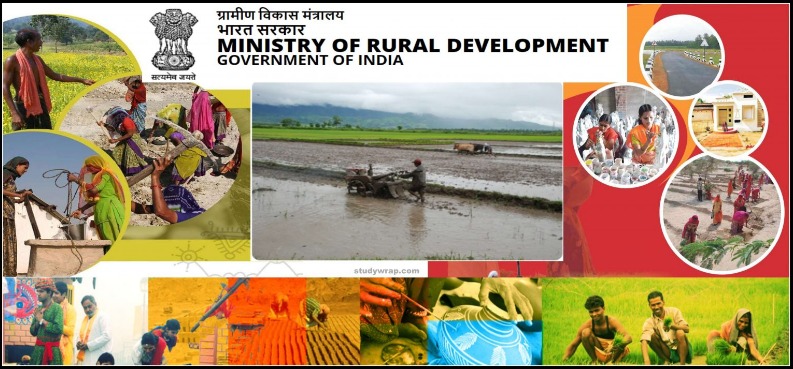 ग्रामीण विकास मंत्रालय
भारत सरकार
MINISTRY OF RURAL DEVELOPMENT
GOVERNMENT OF INDIA
सत्यमेव जयते
studywrap.com